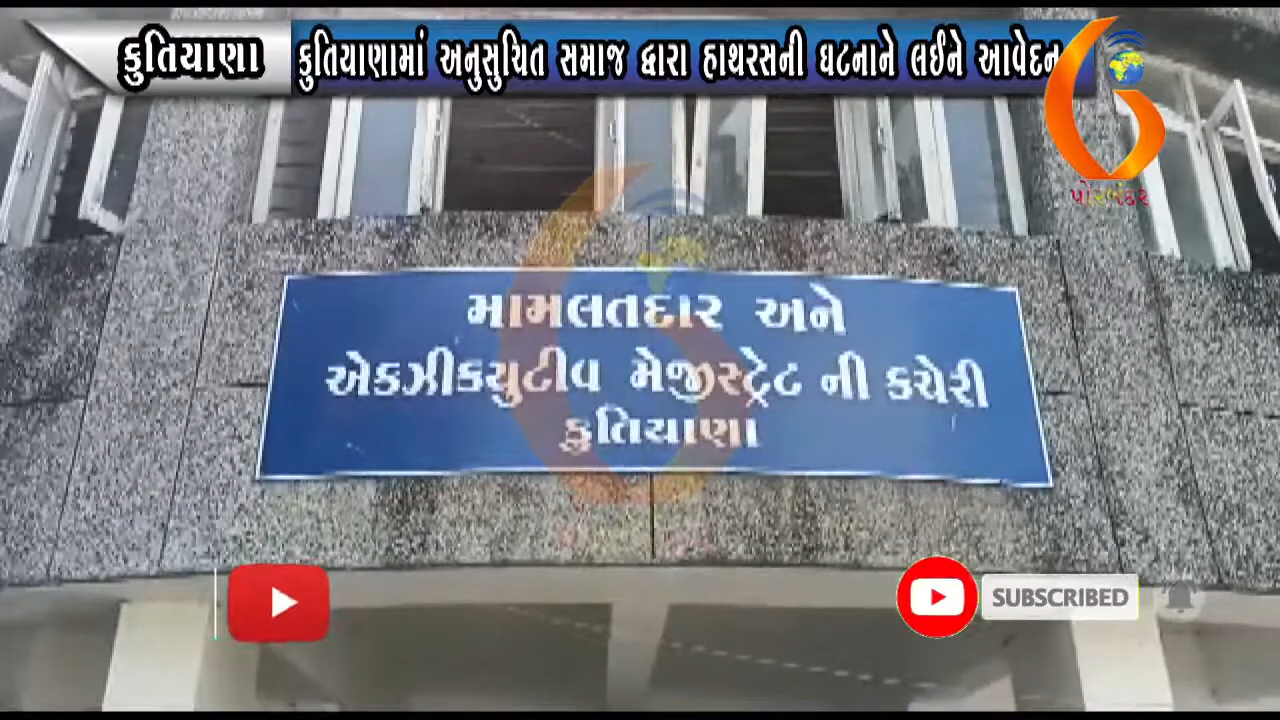 કુતિયાણા
કુતિયાણામાં અનુસુચિત સમાજ દ્વારા હાથરસની ઘટનાને લઈને આવેદન
પોરબંદર
મામલતદાર અને
એકઝીકયુટીવ મેજીસ્ટ્રેટ ની કચેરી
કુતિયાણા
SUBSCRIBED